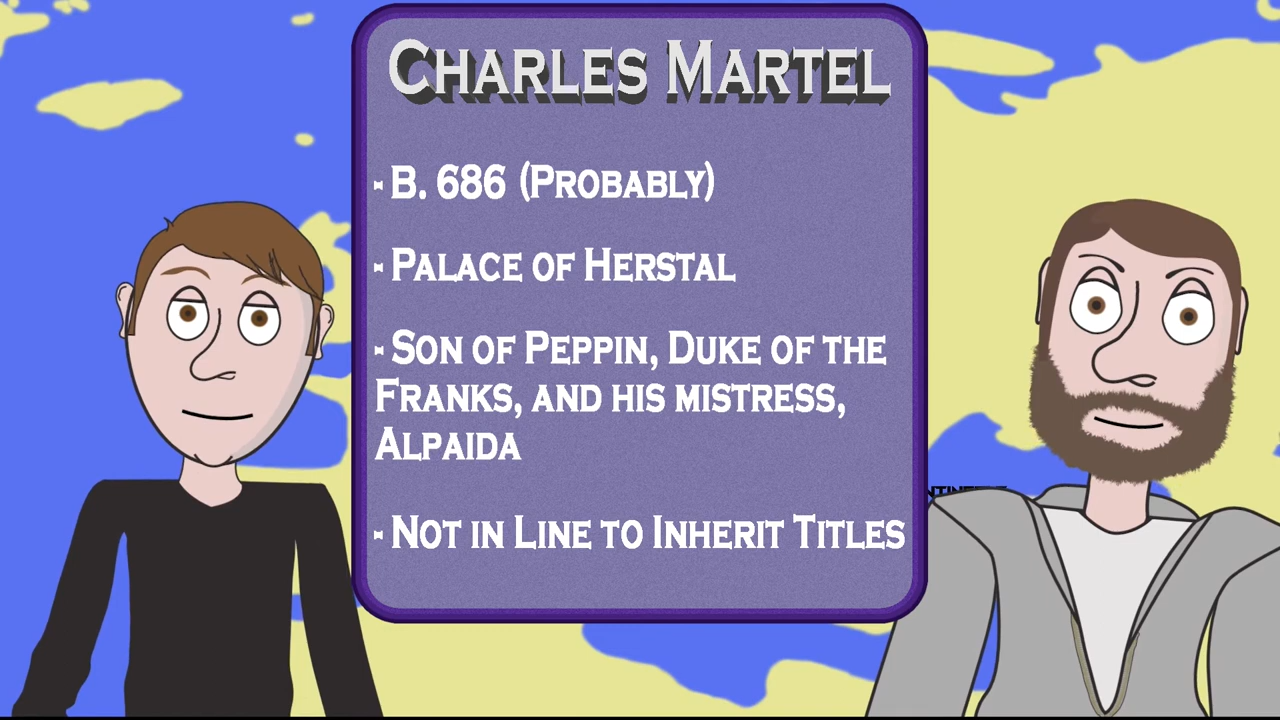 Charles Martel
- B. 686 (Probably)
- Palace of Herstal
- Son of Peppin, Duke of the
Franks, and his mistress,
Alpaida
- Not in Line to Inherit Titles